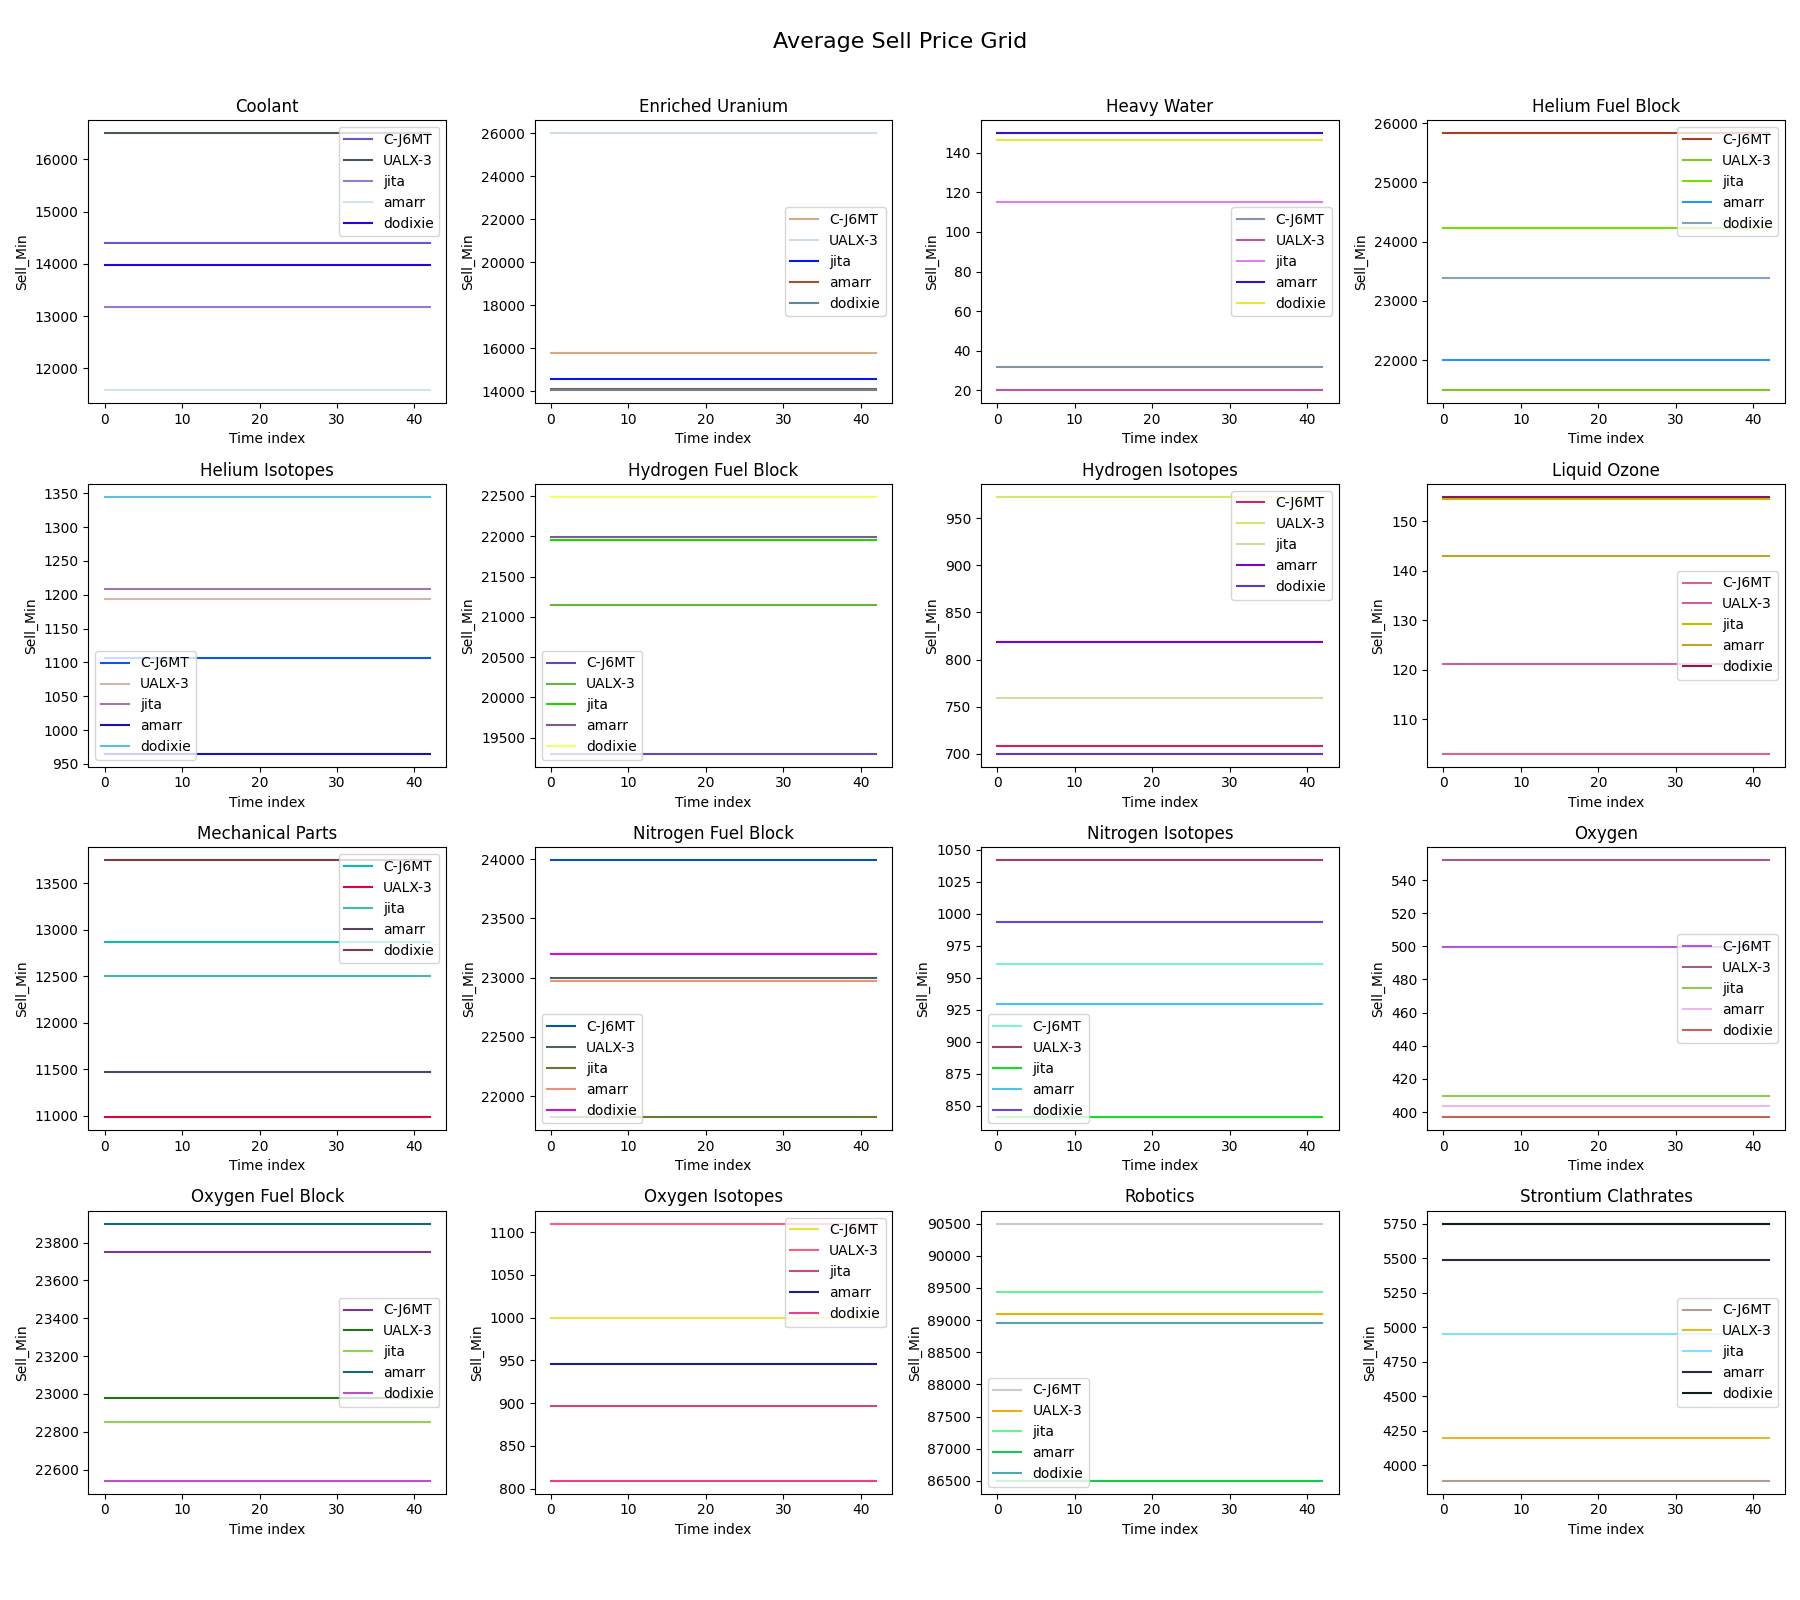 Average Sell Price Grid
Coolant
Sell_Min
16000
15000
14000
13000
12000
C-J6MT
UALX-3
jita
amarr
dodixie
0 10 20 30 40
Time index
Enriched Uranium
Sell_Min
26000
24000
22000
20000
18000
16000
14000
C-J6MT
UALX-3
jita
amarr
dodixie
0 10 20 30 40
Time index
Heavy Water
Sell_Min
140
120
100
80
60
40
20
C-J6MT
UALX-3
jita
amarr
dodixie
0 10 20 30 40
Time index
Helium Fuel Block
Sell_Min
26000
25000
24000
23000
22000
C-J6MT
UALX-3
jita
amarr
dodixie
0 10 20 30 40
Time index
Helium Isotopes
Sell_Min
1350
1300
1250
1200
1150
1100
1050
1000
950
C-J6MT
UALX-3
jita
amarr
dodixie
0 10 20 30 40
Time index
Hydrogen Fuel Block
Sell_Min
22500
22000
21500
21000
20500
20000
19500
C-J6MT
UALX-3
jita
amarr
dodixie
0 10 20 30 40
Time index
Hydrogen Isotopes
Sell_Min
950
900
850
800
750
700
C-J6MT
UALX-3
jita
amarr
dodixie
0 10 20 30 40
Time index
Liquid Ozone
Sell_Min
150
140
130
120
110
C-J6MT
UALX-3
jita
amarr
dodixie
0 10 20 30 40
Time index
Mechanical Parts
Sell_Min
13500
13000
12500
12000
11500
11000
C-J6MT
UALX-3
jita
amarr
dodixie
0 10 20 30 40
Time index
Nitrogen Fuel Block
Sell_Min
24000
23500
23000
22500
22000
C-J6MT
UALX-3
jita
amarr
dodixie
0 10 20 30 40
Time index
Nitrogen Isotopes
Sell_Min
1050
1025
1000
975
950
925
900
875
850
C-J6MT
UALX-3
jita
amarr
dodixie
0 10 20 30 40
Time index
Oxygen
Sell_Min
540
520
500
480
460
440
420
400
C-J6MT
UALX-3
jita
amarr
dodixie
0 10 20 30 40
Time index
Oxygen Fuel Block
Sell_Min
23800
23600
23400
23200
23000
22800
22600
C-J6MT
UALX-3
jita
amarr
dodixie
0 10 20 30 40
Time index
Oxygen Isotopes
Sell_Min
1100
1050
1000
950
900
850
800
C-J6MT
UALX-3
jita
amarr
dodixie
0 10 20 30 40
Time index
Robotics
Sell_Min
90500
90000
89500
89000
88500
88000
87500
87000
86500
C-J6MT
UALX-3
jita
amarr
dodixie
0 10 20 30 40
Time index
Strontium Clathrates
Sell_Min
5750
5500
5250
5000
4750
4500
4250
4000
C-J6MT
UALX-3
jita
amarr
dodixie
0 10 20 30 40
Time index